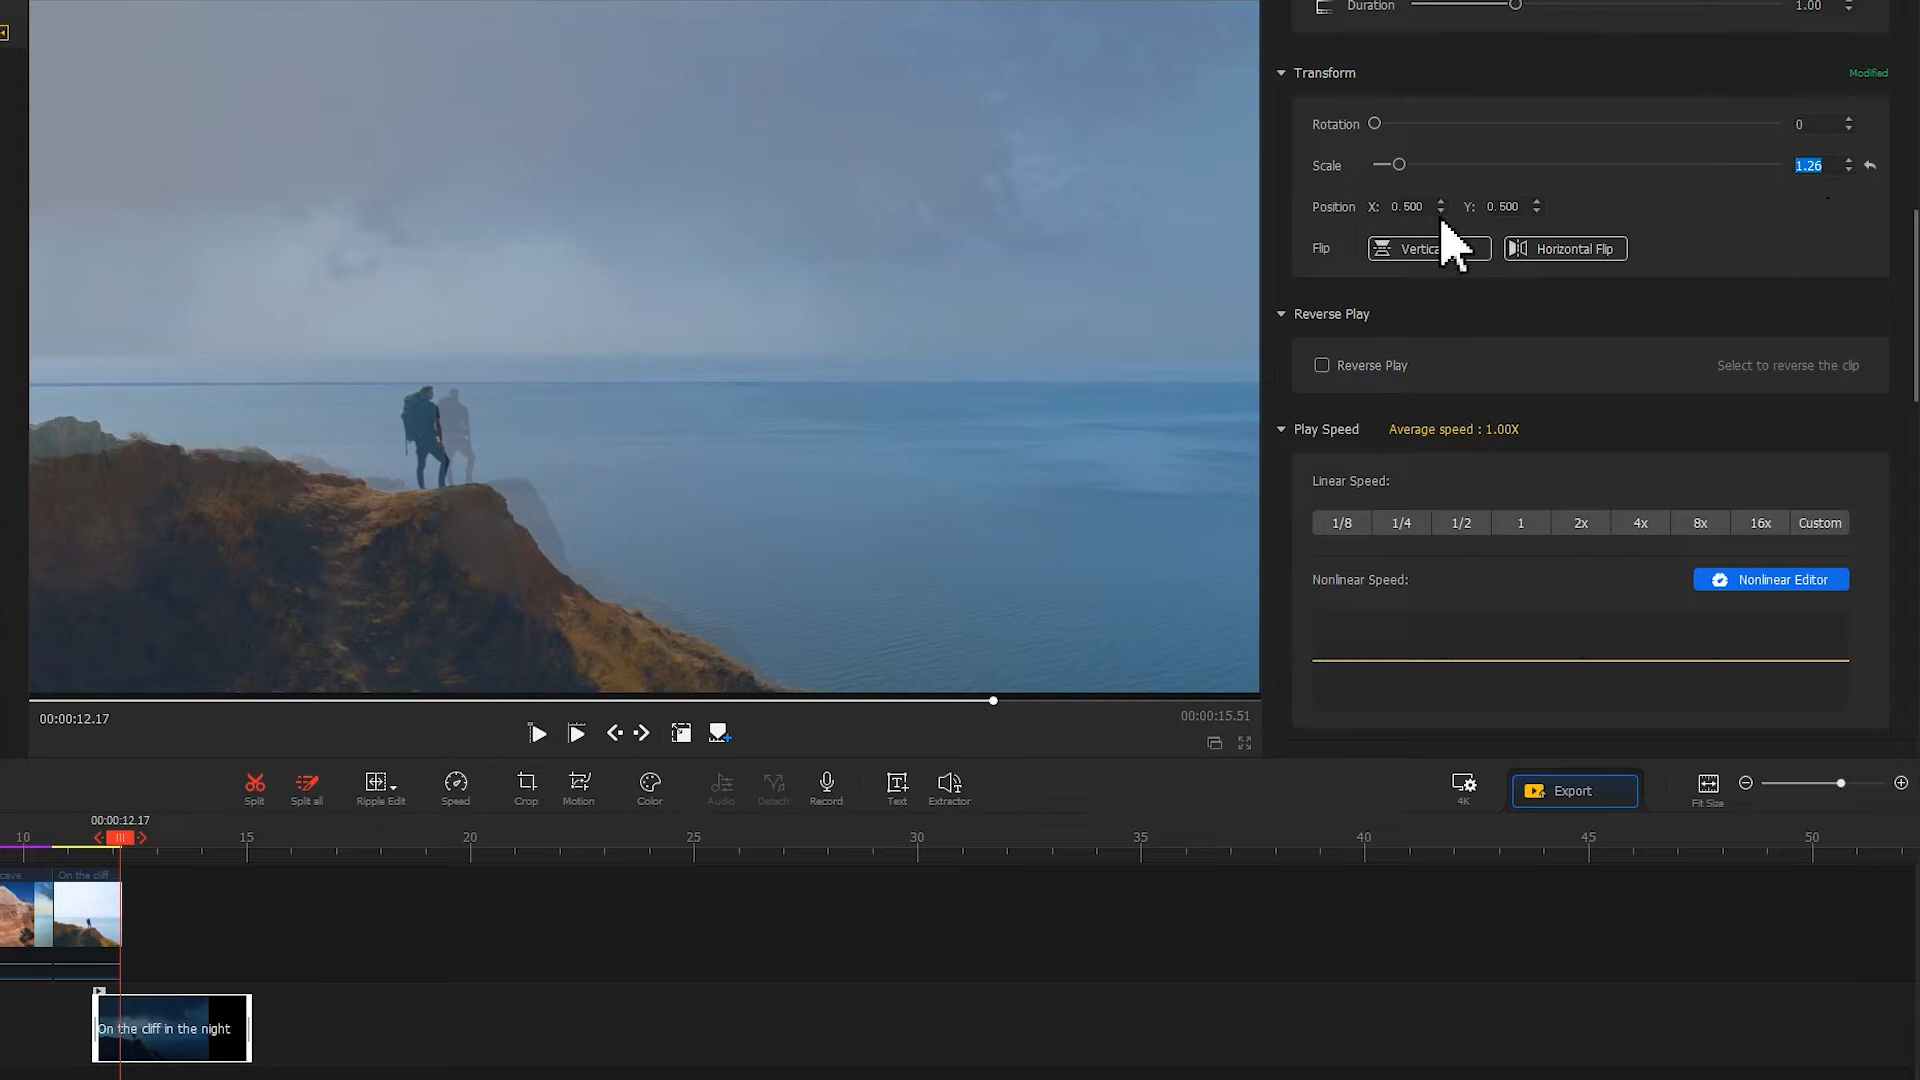 Duration 1.00
Transform Modified
Rotation 0
Scale 1.26
Position X: 0.500 Y: 0.500
Flip Vertica Horizontal Flip
Reverse Play
Reverse Play Select to reverse the clip
Play Speed Average speed : 1.00X
Linear Speed:
1/8 1/4 1/2 1 2x 4x 8x 16x Custom
Nonlinear Speed: Nonlinear Editor
00:00:12.17 00:00:15.51
Split Split all Ripple Edit Speed Crop Motion Color Audio Detach Record Text Extractor 4K Export Fit Size
00:00:12.17
10 15 20 25 30 35 40 45 50
cave On the cliff
On the cliff in the night